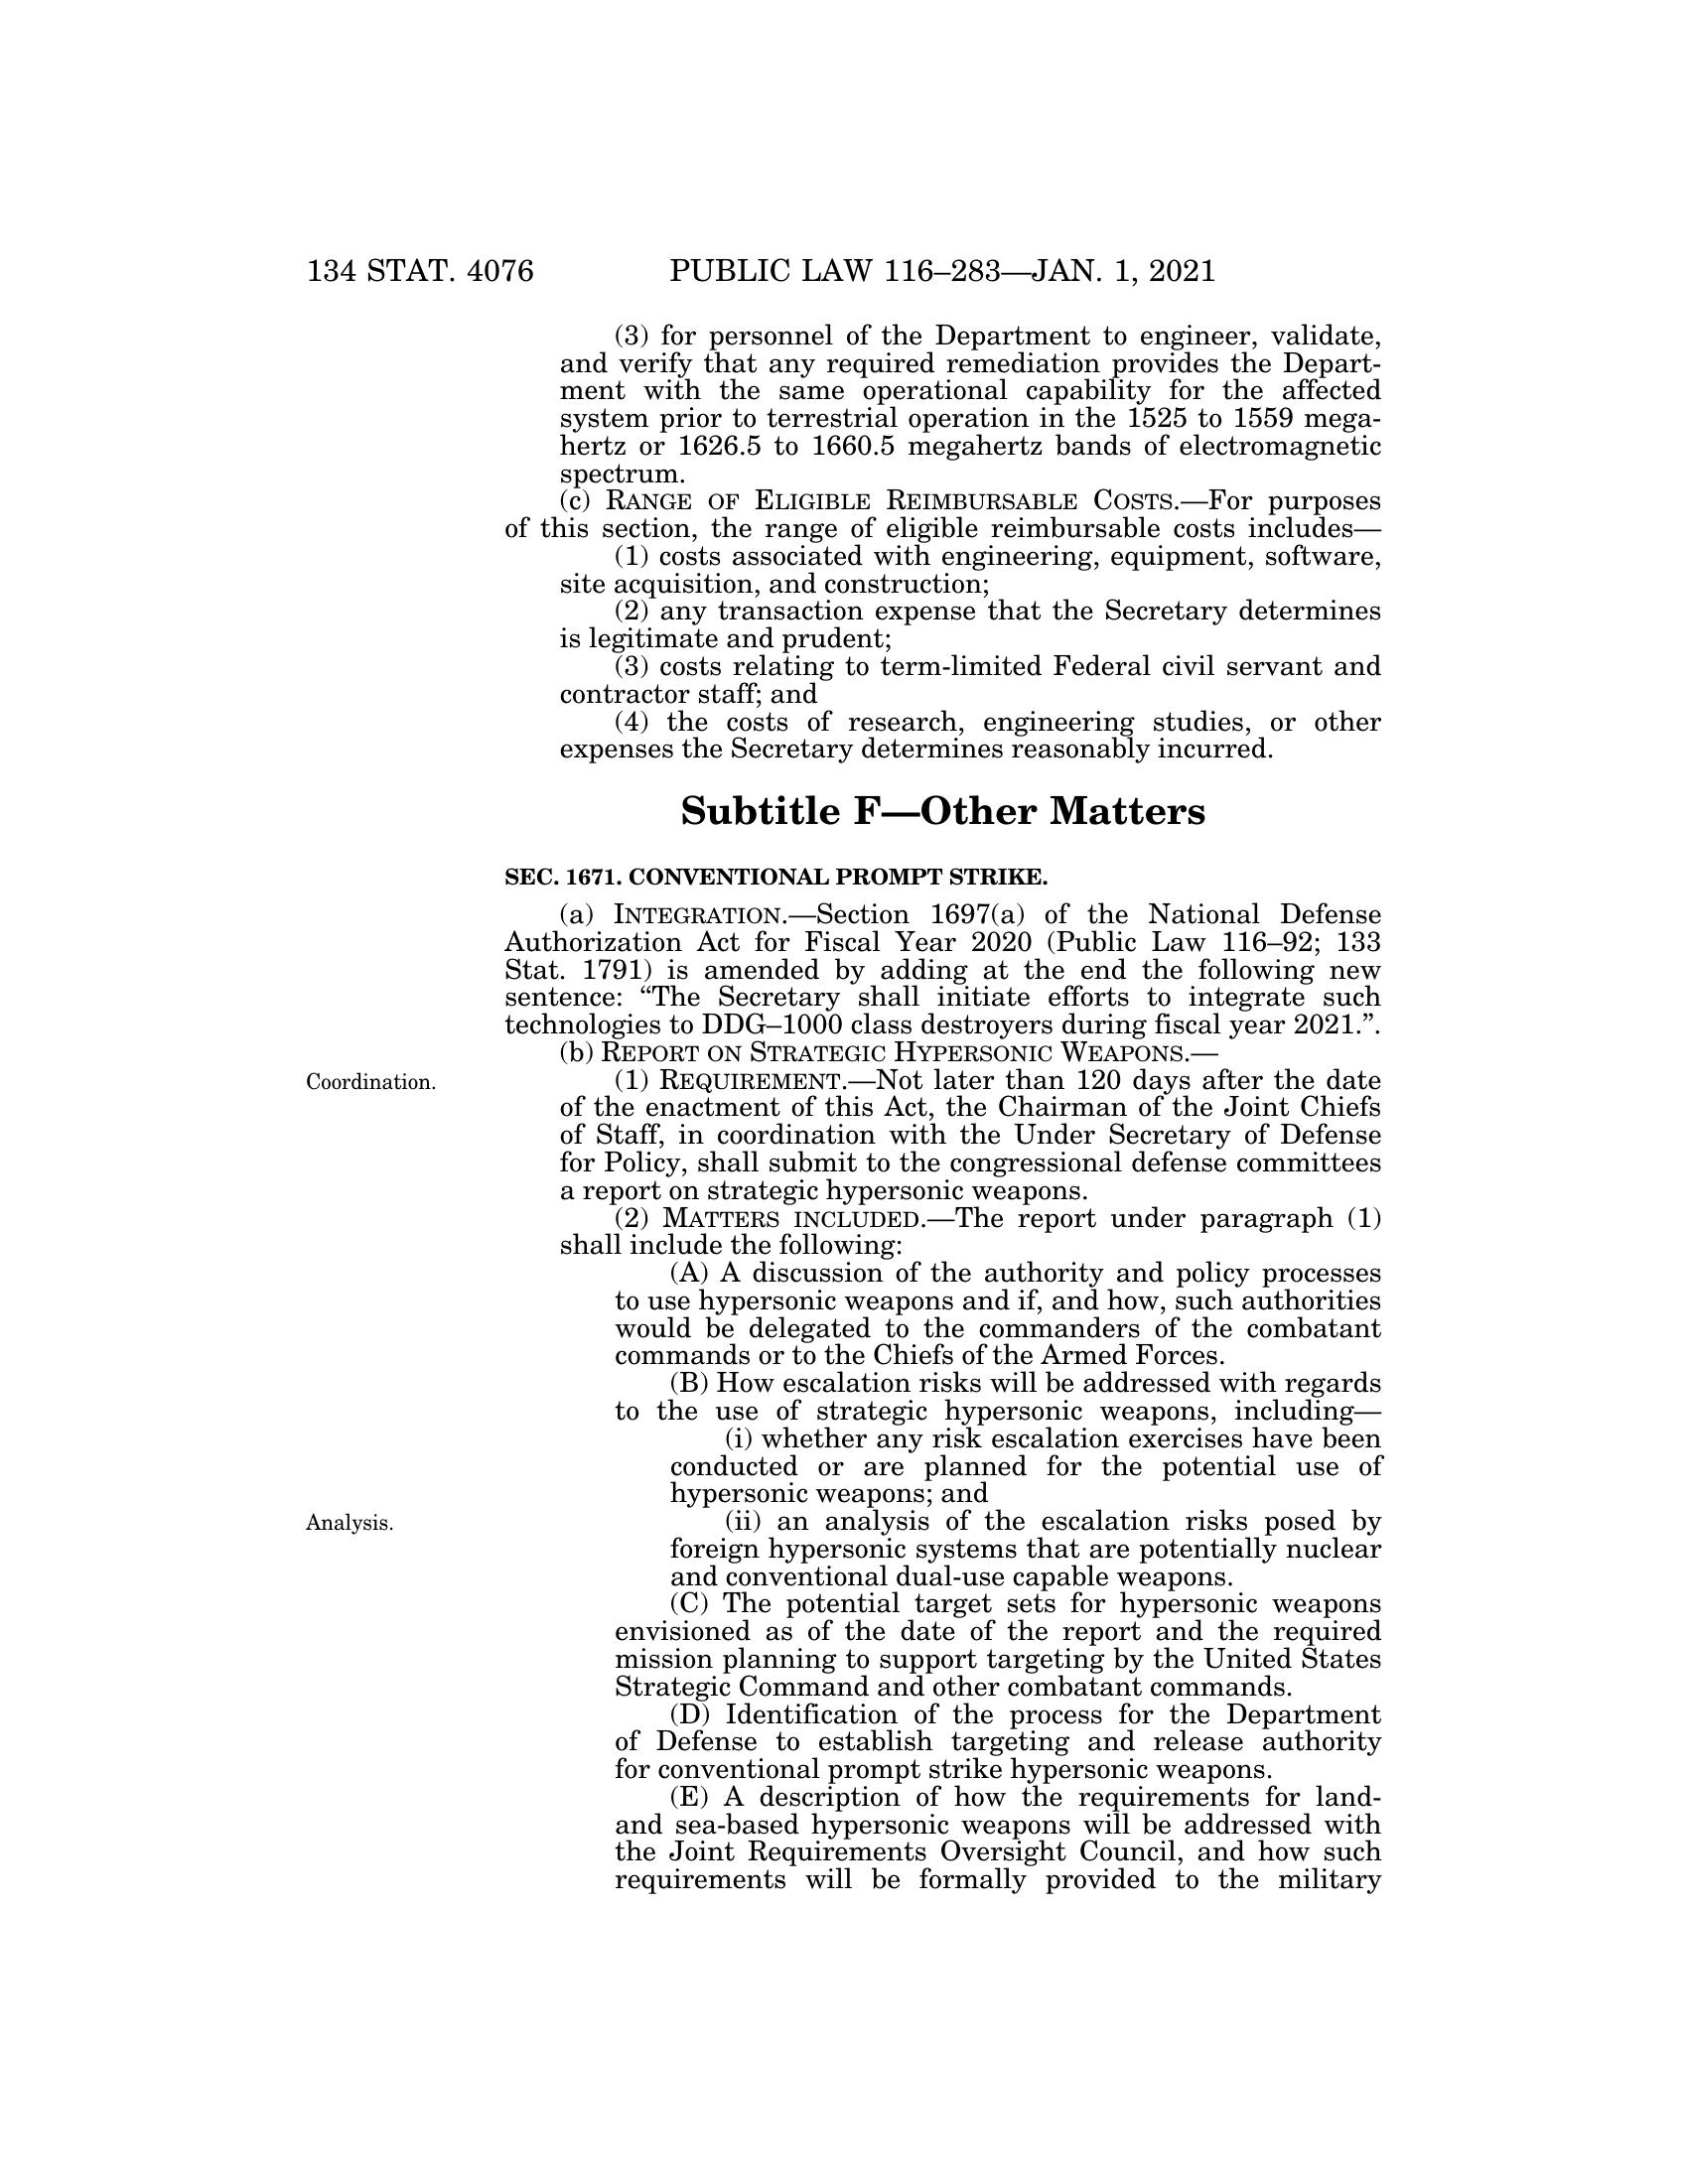 134 STAT. 4076
PUBLIC LAW 116–283—JAN. 1, 2021
(3) for personnel of the Department to engineer, validate,
and verify that any required remediation provides the Depart-
ment with the same operational capability for the affected
system prior to terrestrial operation in the 1525 to 1559 mega-
hertz or 1626.5 to 1660.5 megahertz bands of electromagnetic
spectrum.
(c) RANGE OF ELIGIBLE REIMBURSABLE COSTS.—For purposes
of this section, the range of eligible reimbursable costs includes—
(1) costs associated with engineering, equipment, software,
site acquisition, and construction;
(2) any transaction expense that the Secretary determines
is legitimate and prudent;
(3) costs relating to term-limited Federal civil servant and
contractor staff; and
(4) the costs of research, engineering studies, or other
expenses the Secretary determines reasonably incurred.
Subtitle F—Other Matters
SEC. 1671. CONVENTIONAL PROMPT STRIKE.
(a) INTEGRATION.—Section 1697(a) of the National Defense
Authorization Act for Fiscal Year 2020 (Public Law 116–92; 133
Stat. 1791) is amended by adding at the end the following new
sentence: “The Secretary shall initiate efforts to integrate such
technologies to DDG–1000 class destroyers during fiscal year 2021.”.
(b) REPORT ON STRATEGIC HYPERSONIC WEAPONS.—
Coordination.
(1) REQUIREMENT.—Not later than 120 days after the date
of the enactment of this Act, the Chairman of the Joint Chiefs
of Staff, in coordination with the Under Secretary of Defense
for Policy, shall submit to the congressional defense committees
a report on strategic hypersonic weapons.
(2) MATTERS INCLUDED.—The report under paragraph (1)
shall include the following:
(A) A discussion of the authority and policy processes
to use hypersonic weapons and if, and how, such authorities
would be delegated to the commanders of the combatant
commands or to the Chiefs of the Armed Forces.
(B) How escalation risks will be addressed with regards
to the use of strategic hypersonic weapons, including—
(i) whether any risk escalation exercises have been
conducted or are planned for the potential use of
hypersonic weapons; and
Analysis.
(ii) an analysis of the escalation risks posed by
foreign hypersonic systems that are potentially nuclear
and conventional dual-use capable weapons.
(C) The potential target sets for hypersonic weapons
envisioned as of the date of the report and the required
mission planning to support targeting by the United States
Strategic Command and other combatant commands.
(D) Identification of the process for the Department
of Defense to establish targeting and release authority
for conventional prompt strike hypersonic weapons.
(E) A description of how the requirements for land-
and sea-based hypersonic weapons will be addressed with
the Joint Requirements Oversight Council, and how such
requirements will be formally provided to the military